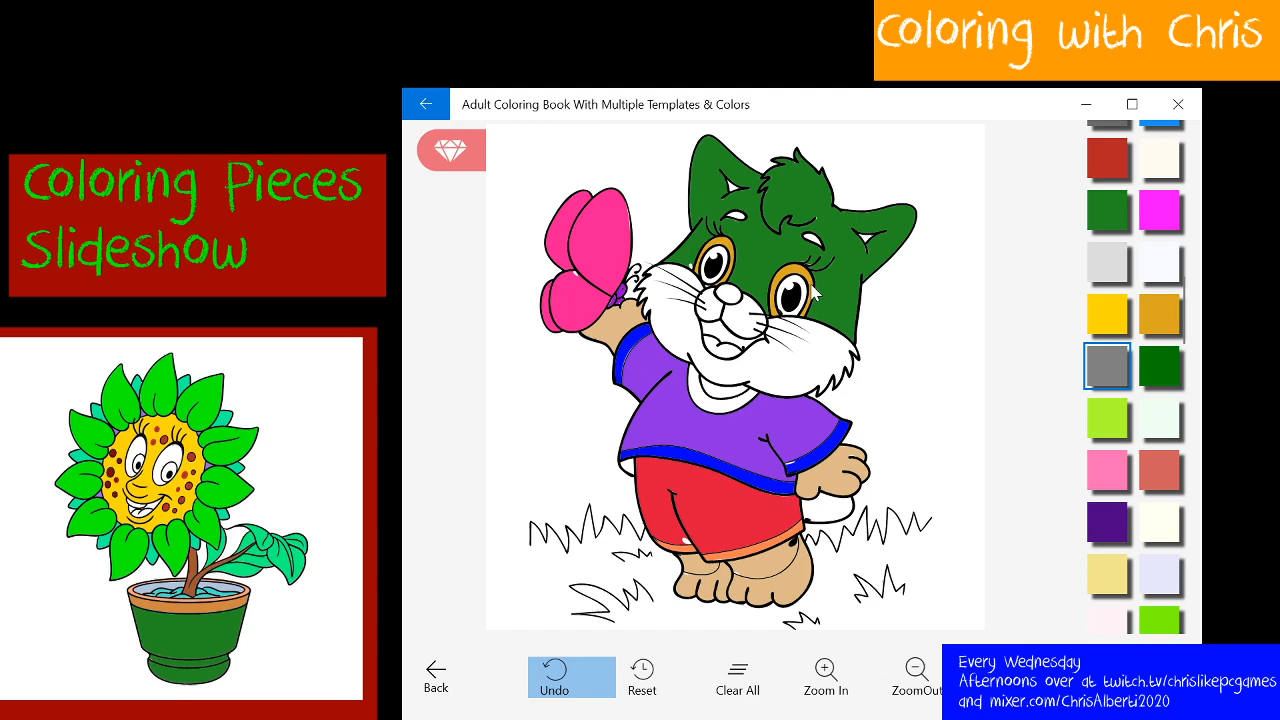 Coloring with Chris
Adult Coloring Book With Multiple Templates & Colors
Coloring Pieces
Slideshow
Back
Undo
Reset
Clear All
Zoom In
ZoomOut
Every Wednesday
Afternoons over at twitch.tv/chrislikepcgames
and mixer.com/ChrisAlberti2020